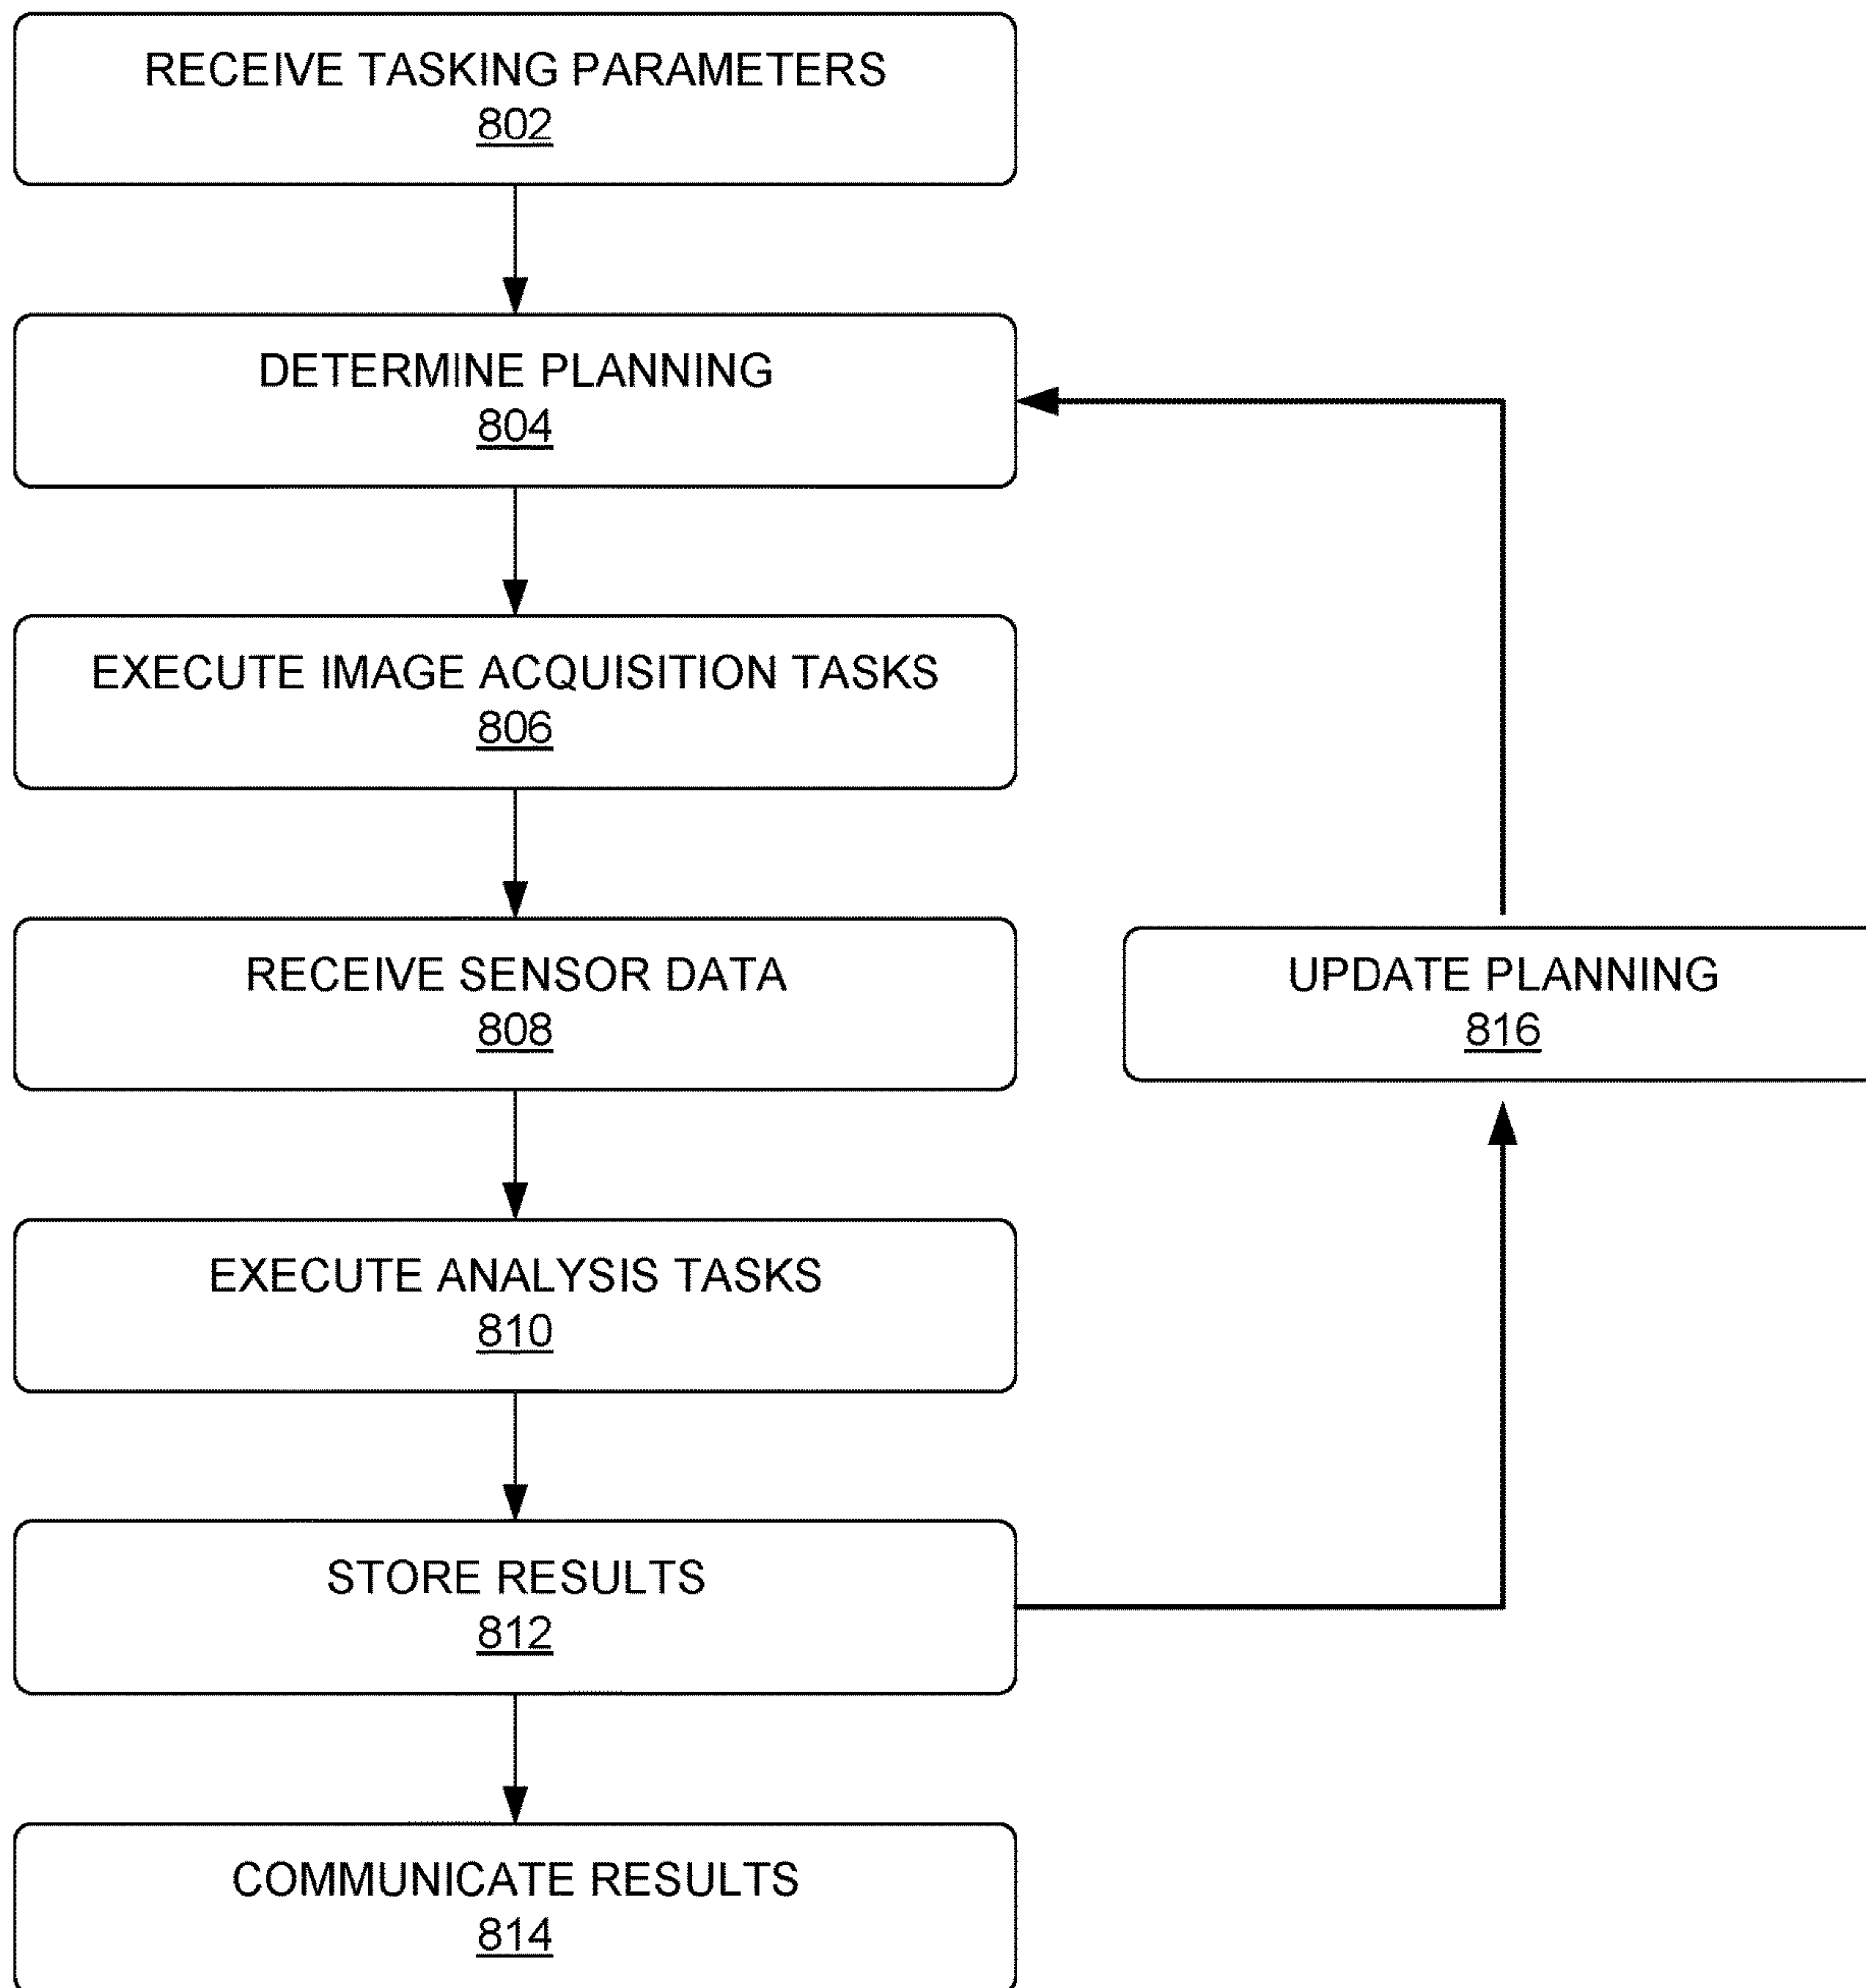 RECEIVE TASKING PARAMETERS
802
DETERMINE PLANNING
804
EXECUTE IMAGE ACQUISITION TASKS
806
RECEIVE SENSOR DATA
808
UPDATE PLANNING
816
EXECUTE ANALYSIS TASKS
810
STORE RESULTS
812
COMMUNICATE RESULTS
814